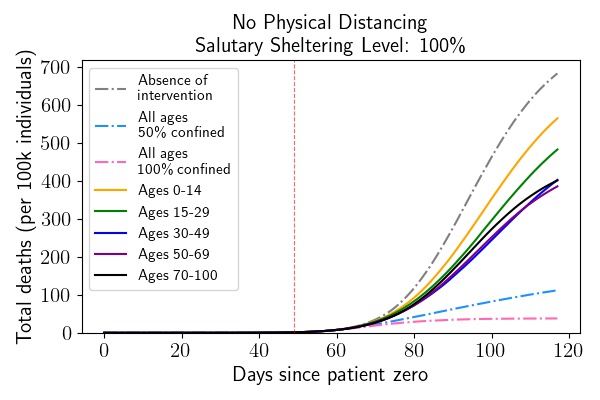 No Physical Distancing
Salutary Sheltering Level: 100%
Total deaths (per 100k individuals)
700
600
500
400
300
200
100
0
Absence of
intervention
All ages
50% confined
All ages
100% confined
Ages 0-14
Ages 15-29
Ages 30-49
Ages 50-69
Ages 70-100
0
20
40
60
80
100
120
Days since patient zero